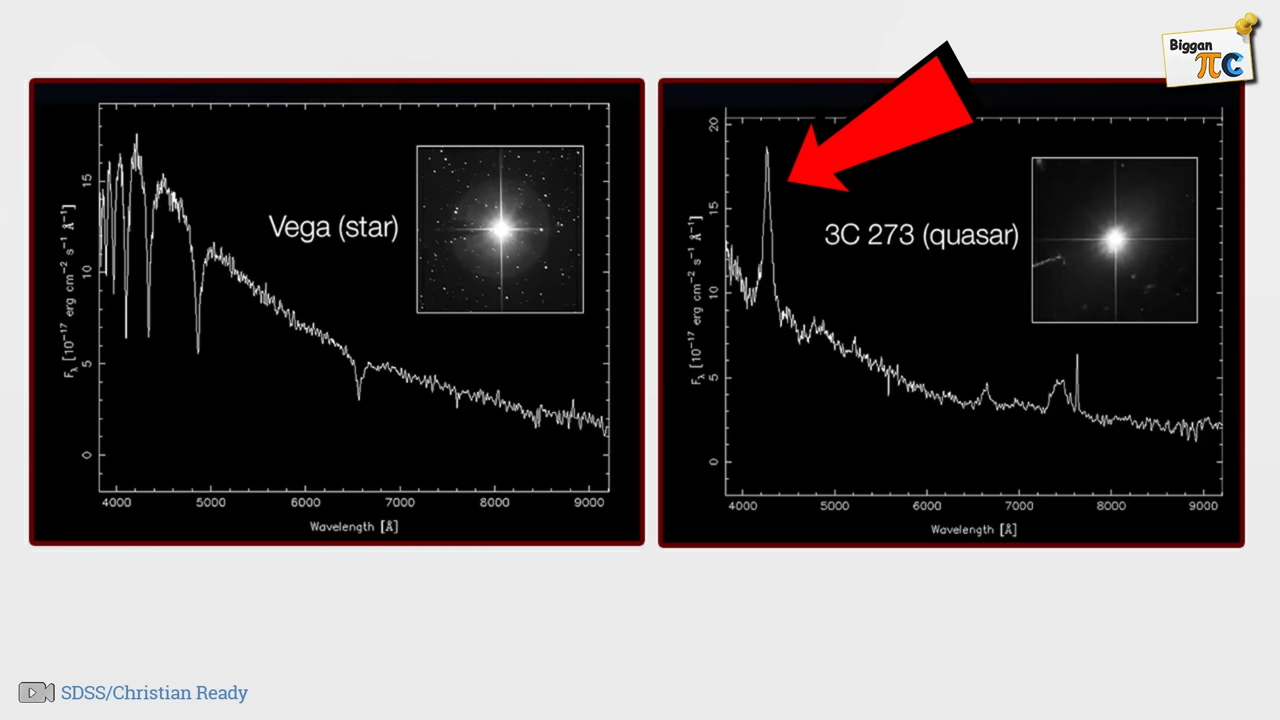 Biggan
πC
Vega (star)
15
10
5
0
F_λ [10⁻¹⁷ erg cm⁻² s⁻¹ Å⁻¹]
4000 5000 6000 7000 8000 9000
Wavelength [Å]
3C 273 (quasar)
20
15
10
5
0
F_λ [10⁻¹⁷ erg cm⁻² s⁻¹ Å⁻¹]
4000 5000 6000 7000 8000 9000
Wavelength [Å]
SDSS/Christian Ready